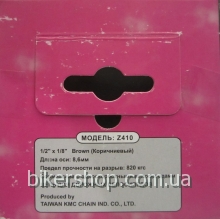 МОДЕЛЬ: Z410
1/2" x 1/8" Brown (Коричневый)
Длина оси: 8,6мм
Предел прочности на разрыв: 820 кгс
Produced by
TAIWAN KMC CHAIN IND. CO., LTD.
bikershop.com.ua